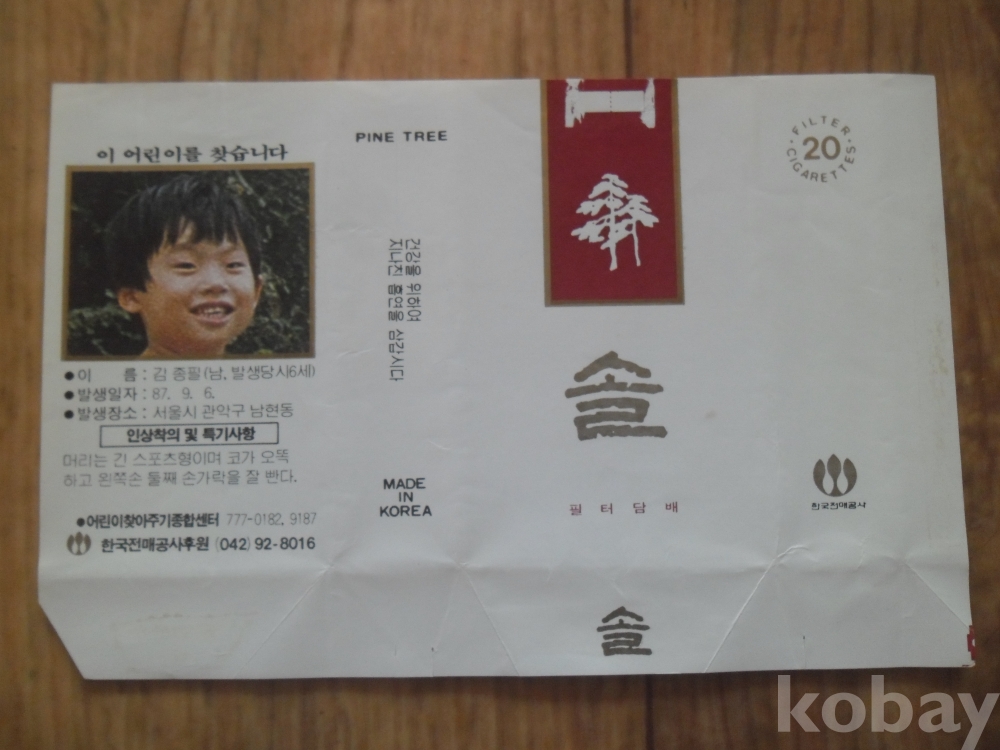 이 어린이를 찾습니다
●이 름 : 김 종필(남, 발생당시6세)
●발생일자 : 87. 9. 6.
●발생장소 : 서울시 관악구 남현동
인상착의 및 특기사항
머리는 긴 스포츠형이며 코가 오똑
하고 왼쪽손 둘째 손가락을 잘 빤다.
●어린이찾아주기종합센터 777-0182, 9187
한국전매공사후원 (042) 92-8016
PINE TREE
건강을 위하여
지나친 흡연을 삼갑시다
MADE
IN
KOREA
솔
필터담배
솔
FILTER
20
CIGARETTES
한국전매공사
kobay